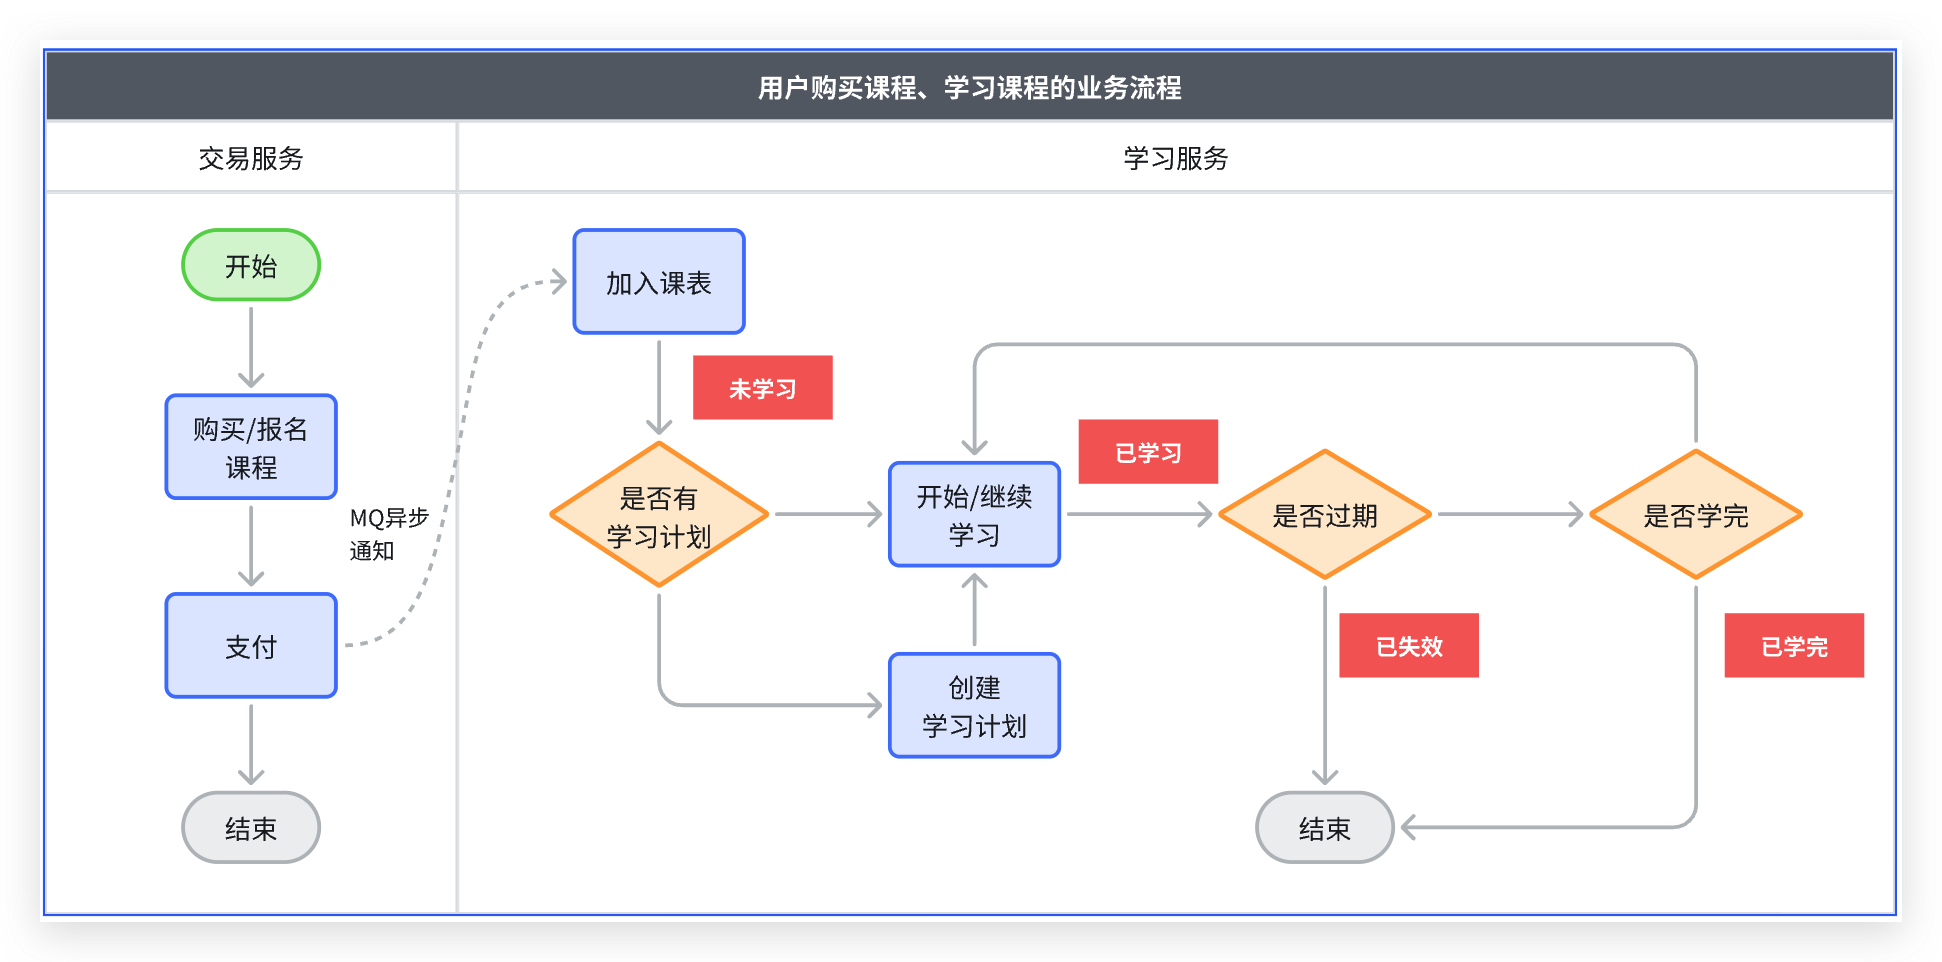 用户购买课程、学习课程的业务流程
交易服务
学习服务
开始
购买/报名
课程
MQ异步
通知
支付
结束
加入课表
未学习
是否有
学习计划
开始/继续
学习
创建
学习计划
已学习
是否过期
是否学完
已失效
已学完
结束